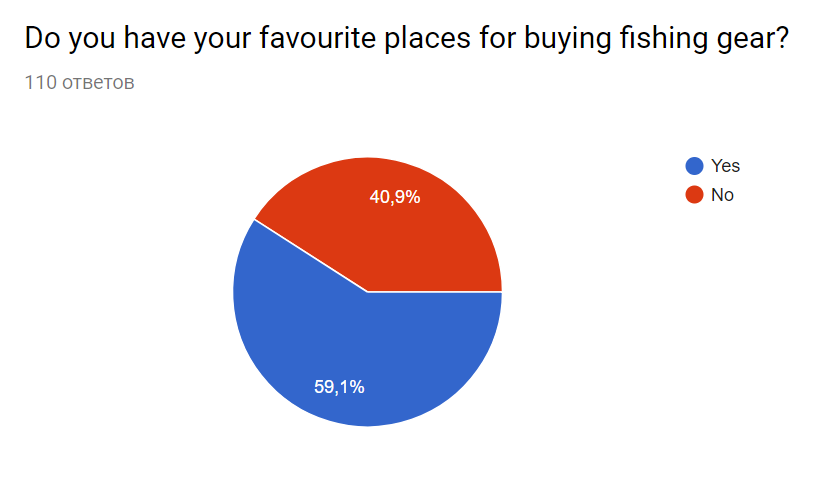 Do you have your favourite places for buying fishing gear?
110 ответов
Yes
No
40,9%
59,1%